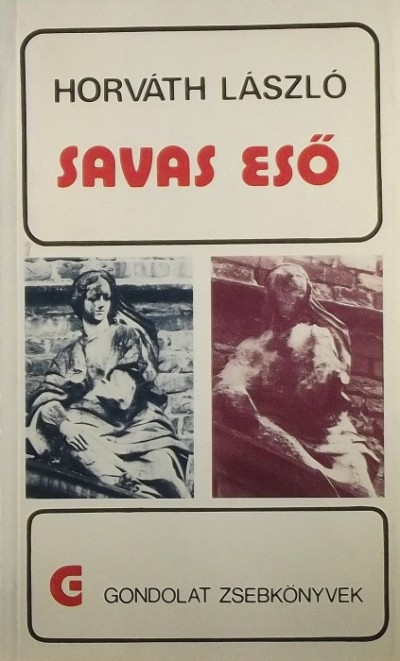 HORVÁTH LÁSZLÓ
SAVAS ESŐ
G GONDOLAT ZSEBKÖNYVEK